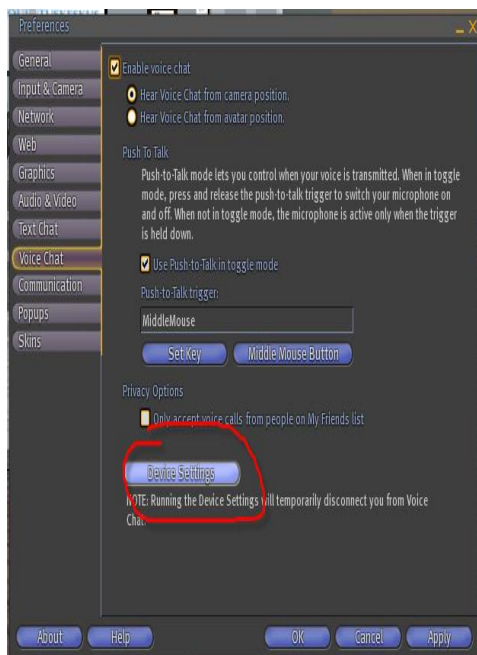 Preferences
General
Input & Camera
Network
Web
Graphics
Audio & Video
Text Chat
Voice Chat
Communication
Popups
Skins
Enable voice chat
Hear Voice Chat from camera position.
Hear Voice Chat from avatar position.
Push To Talk
Push-to-Talk mode lets you control when your voice is transmitted. When in toggle
mode, press and release the push-to-talk trigger to switch your microphone on
and off. When not in toggle mode, the microphone is active only when the trigger
is held down.
Use Push-to-Talk in toggle mode
Push-to-Talk trigger:
MiddleMouse
Set Key Middle Mouse Button
Privacy Options
Only accept voice calls from people on My Friends list
Device Settings
NOTE: Running the Device Settings will temporarily disconnect you from Voice
Chat.
About Help OK Cancel Apply